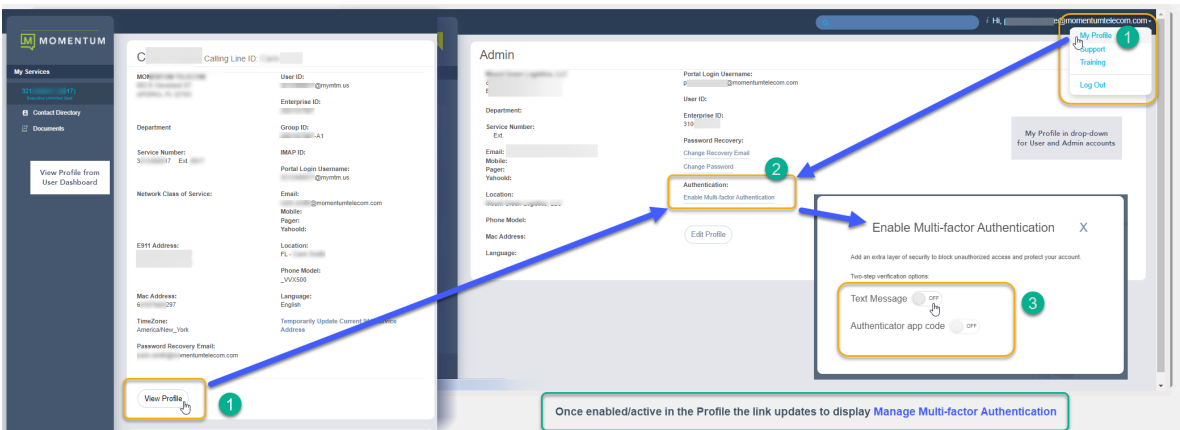 MOMENTUM
My Services
Contact Directory
Documents
View Profile from
User Dashboard
C Calling Line ID:
User ID:
@mymtm.us
Enterprise ID:
Department
Group ID:
-A1
Service Number:
3 17 Ext.
IMAP ID:
Portal Login Username:
@mymtm.us
Network Class of Service:
Email:
@momentumtelecom.com
Mobile:
Pager:
YahooId:
E911 Address:
Location:
FL -
Phone Model:
_VVX500
Mac Address:
6 297
Language:
English
TimeZone:
America/New_York
Temporarily Update Current 911 Service
Address
Password Recovery Email:
momentumtelecom.com
View Profile
1
Hi, p e@momentumtelecom.com
My Profile
1
Support
Training
Log Out
My Profile in drop-down
for User and Admin accounts
Admin
Portal Login Username:
p @momentumtelecom.com
User ID:
Department:
Enterprise ID:
310
Service Number:
Ext.
Password Recovery:
Email:
Change Recovery Email
Mobile:
Pager:
Change Password
YahooId:
2
Authentication:
Location:
Enable Multi-factor Authentication
Phone Model:
Mac Address:
Edit Profile
Language:
Enable Multi-factor Authentication X
Add an extra layer of security to block unauthorized access and protect your account.
Two-step verification options:
Text Message OFF
3
Authenticator app code OFF
Once enabled/active in the Profile the link updates to display Manage Multi-factor Authentication